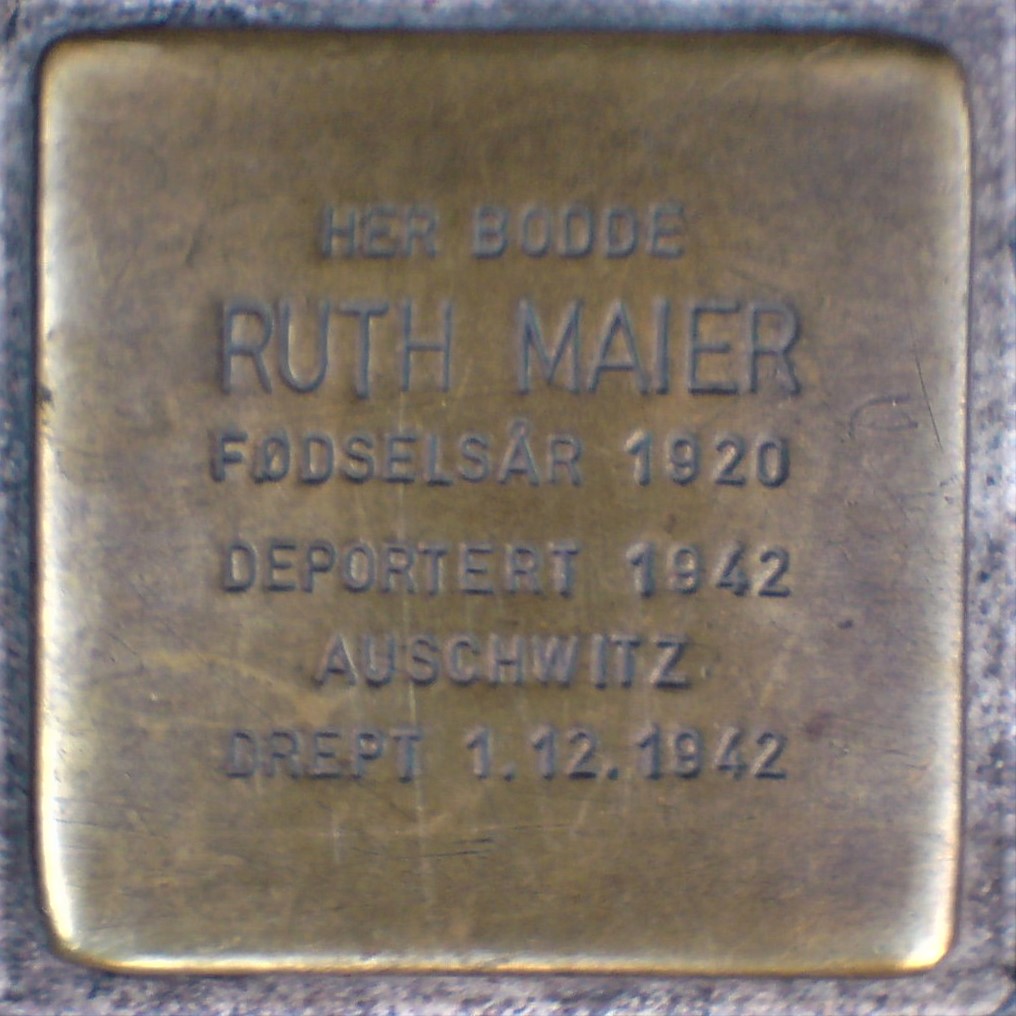 HER BODDE
RUTH MAIER
FØDSELSÅR 1920
DEPORTERT 1942
AUSCHWITZ
DREPT 1.12.1942